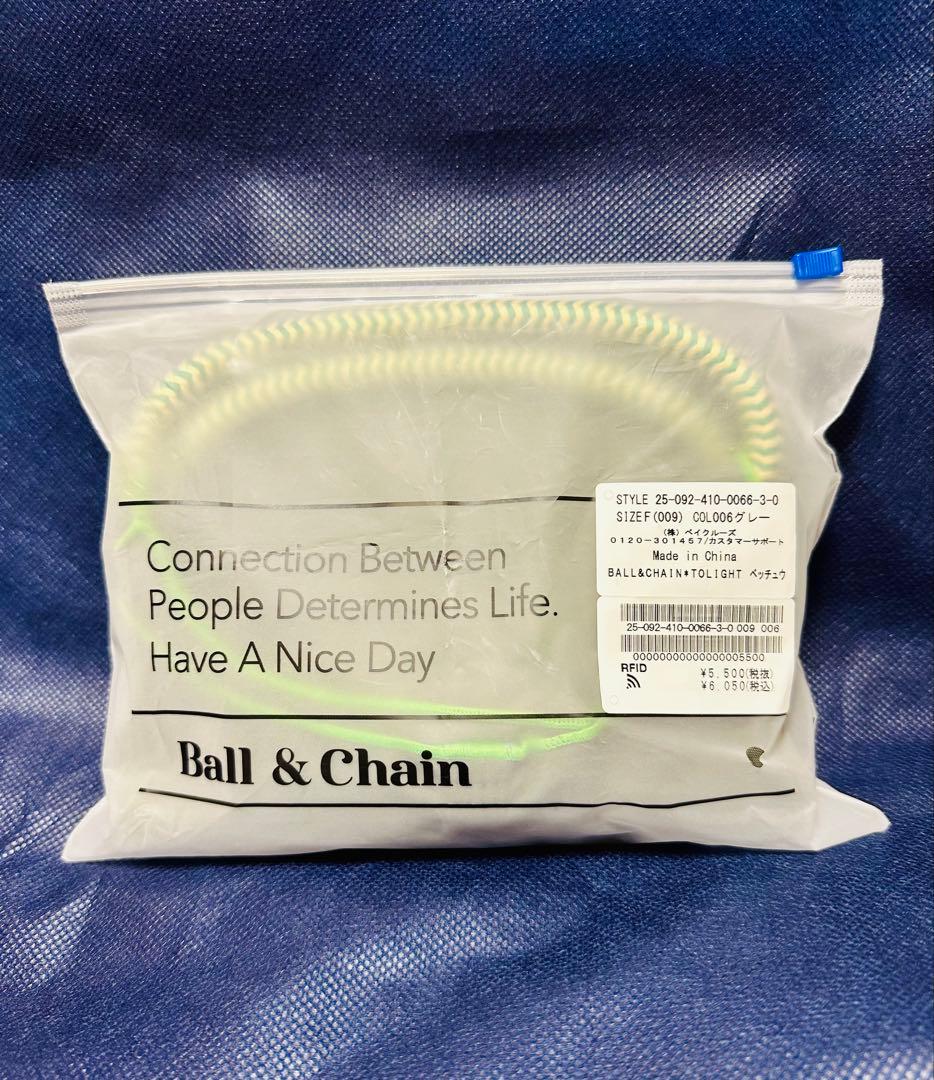 Connection Between
People Determines Life.
Have A Nice Day
Ball & Chain
STYLE 25-092-410-0066-3-0
SIZEF(009) COL006グレー
(株) ベイクルーズ
0120-301457/カスタマーサポート
Made in China
BALL&CHAIN*TOLIGHT ベッチュウ
25-092-410-0066-3-0 009 006
00000000000000005500
RFID
¥5,500(税抜)
¥6,050(税込)